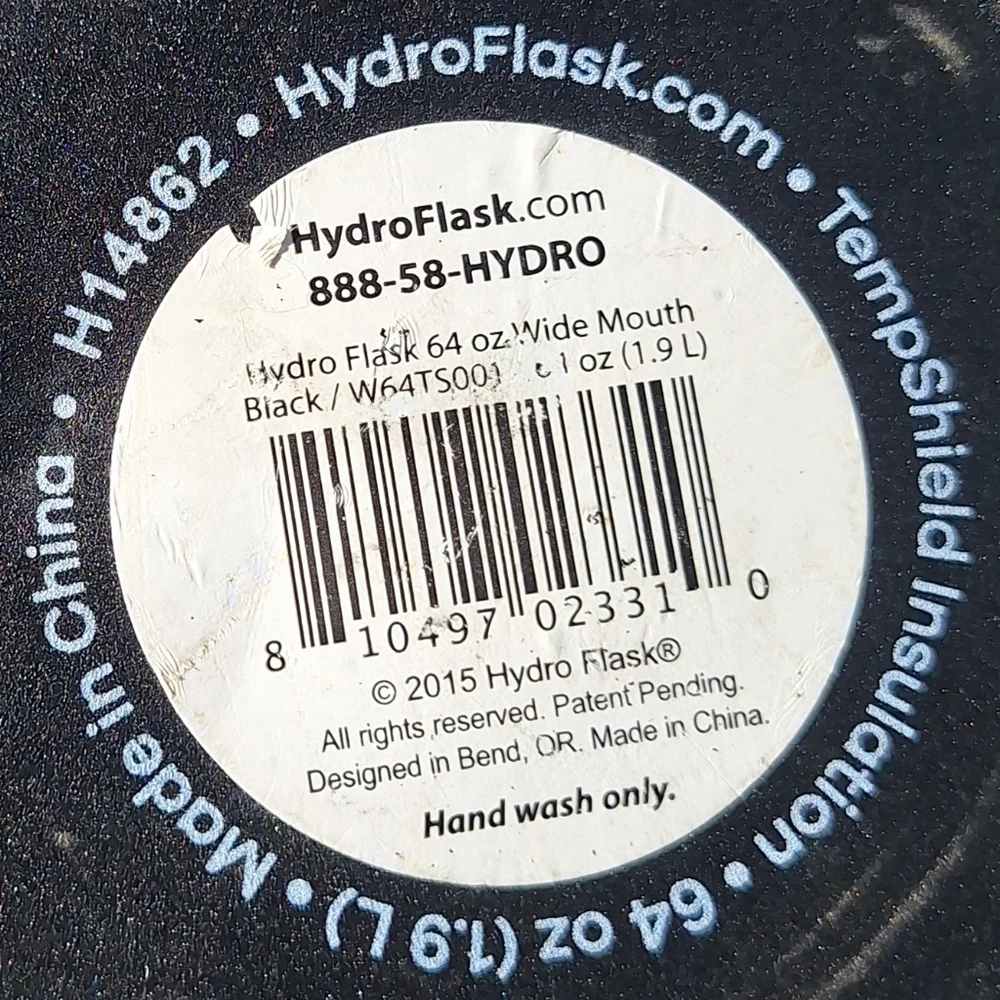 HydroFlask.com • TempShield Insulation • 64 oz (1.9 L) • Made in China • H14862 •
HydroFlask.com
888-58-HYDRO
Hydro Flask 64 oz Wide Mouth
Black / W64TS001 oz (1.9 L)
8 10497 02331 0
© 2015 Hydro Flask®
All rights reserved. Patent Pending.
Designed in Bend, OR. Made in China.
Hand wash only.